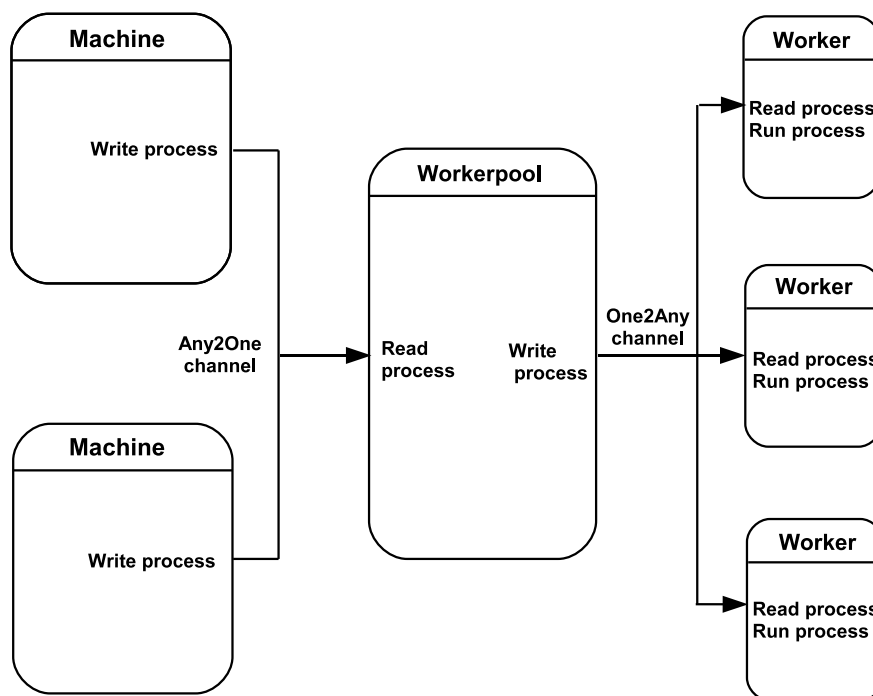 Machine
Write process
Any2One
channel
Machine
Write process
Workerpool
Read
process
Write
process
One2Any
channel
Worker
Read process
Run process
Worker
Read process
Run process
Worker
Read process
Run process